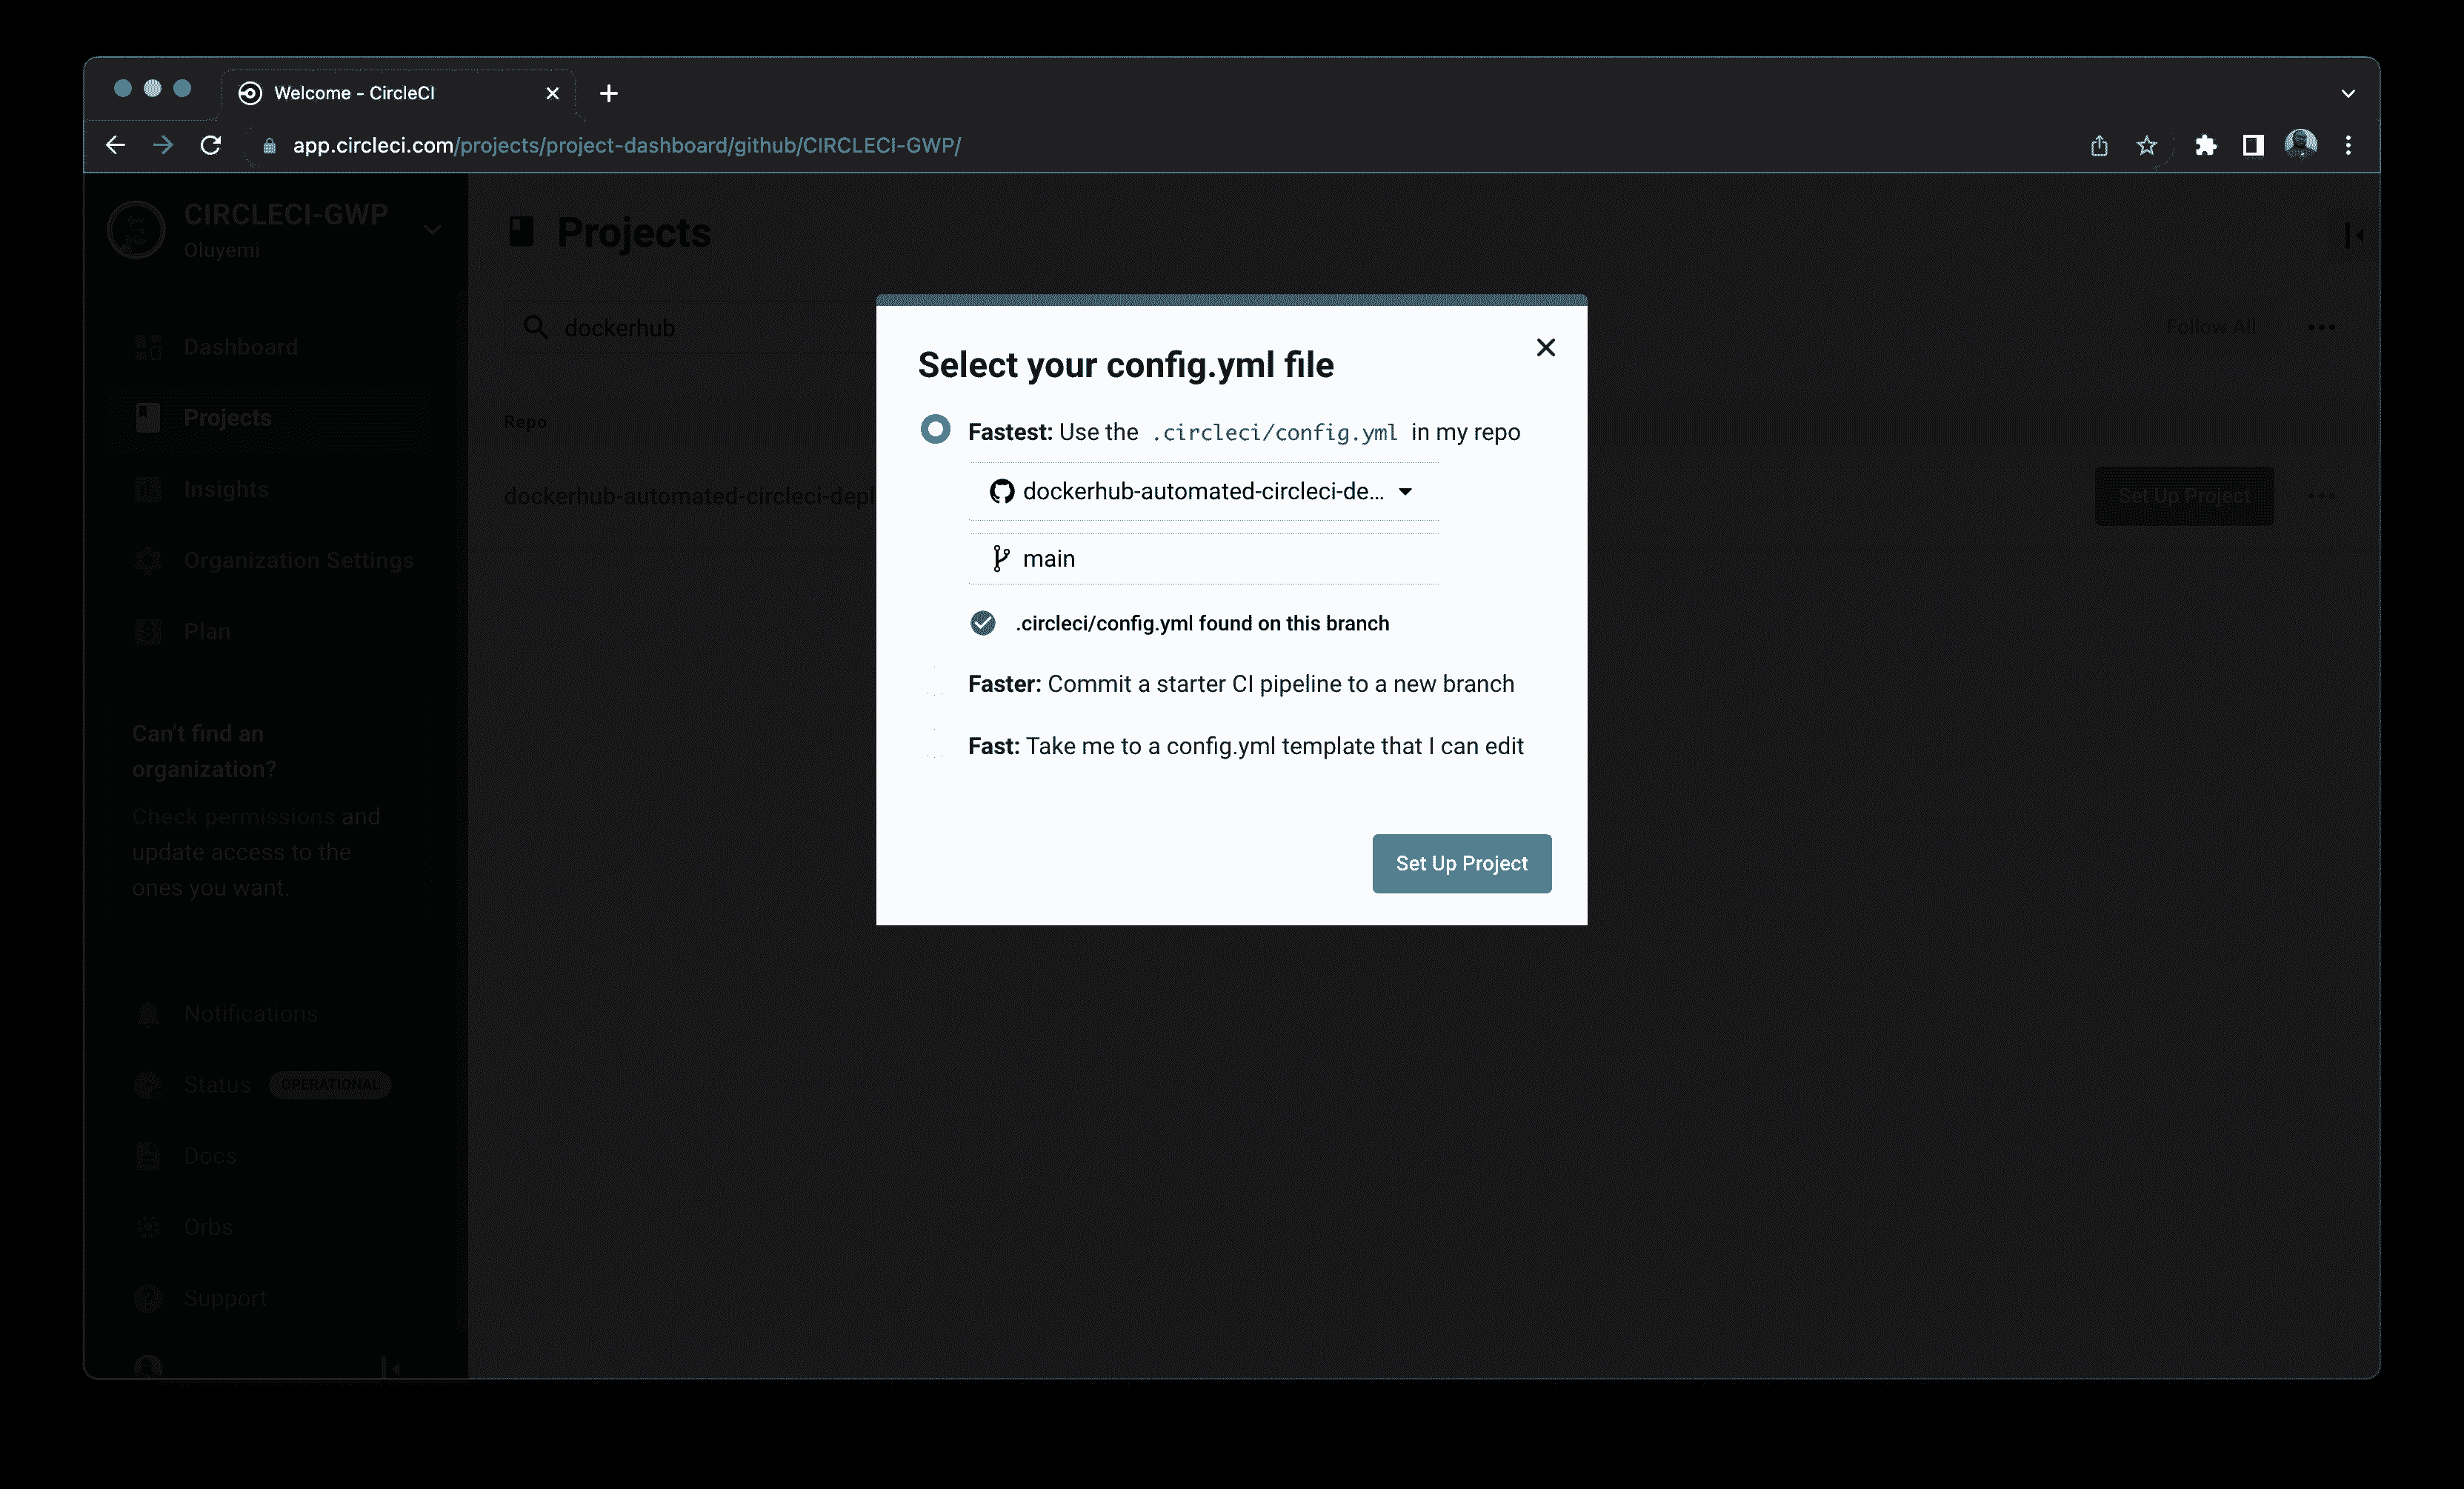 Welcome - CircleCI
app.circleci.com/projects/project-dashboard/github/CIRCLECI-GWP/
CIRCLECI-GWP
Oluyemi
Dashboard
Projects
Insights
Organization Settings
Plan
Can't find an
organization?
Check permissions and
update access to the
ones you want.
Notifications
Status OPERATIONAL
Docs
Orbs
Support
Projects
dockerhub
Follow All
Repo
dockerhub-automated-circleci-depl
Set Up Project
Select your config.yml file
Fastest: Use the .circleci/config.yml in my repo
dockerhub-automated-circleci-de...
main
.circleci/config.yml found on this branch
Faster: Commit a starter CI pipeline to a new branch
Fast: Take me to a config.yml template that I can edit
Set Up Project